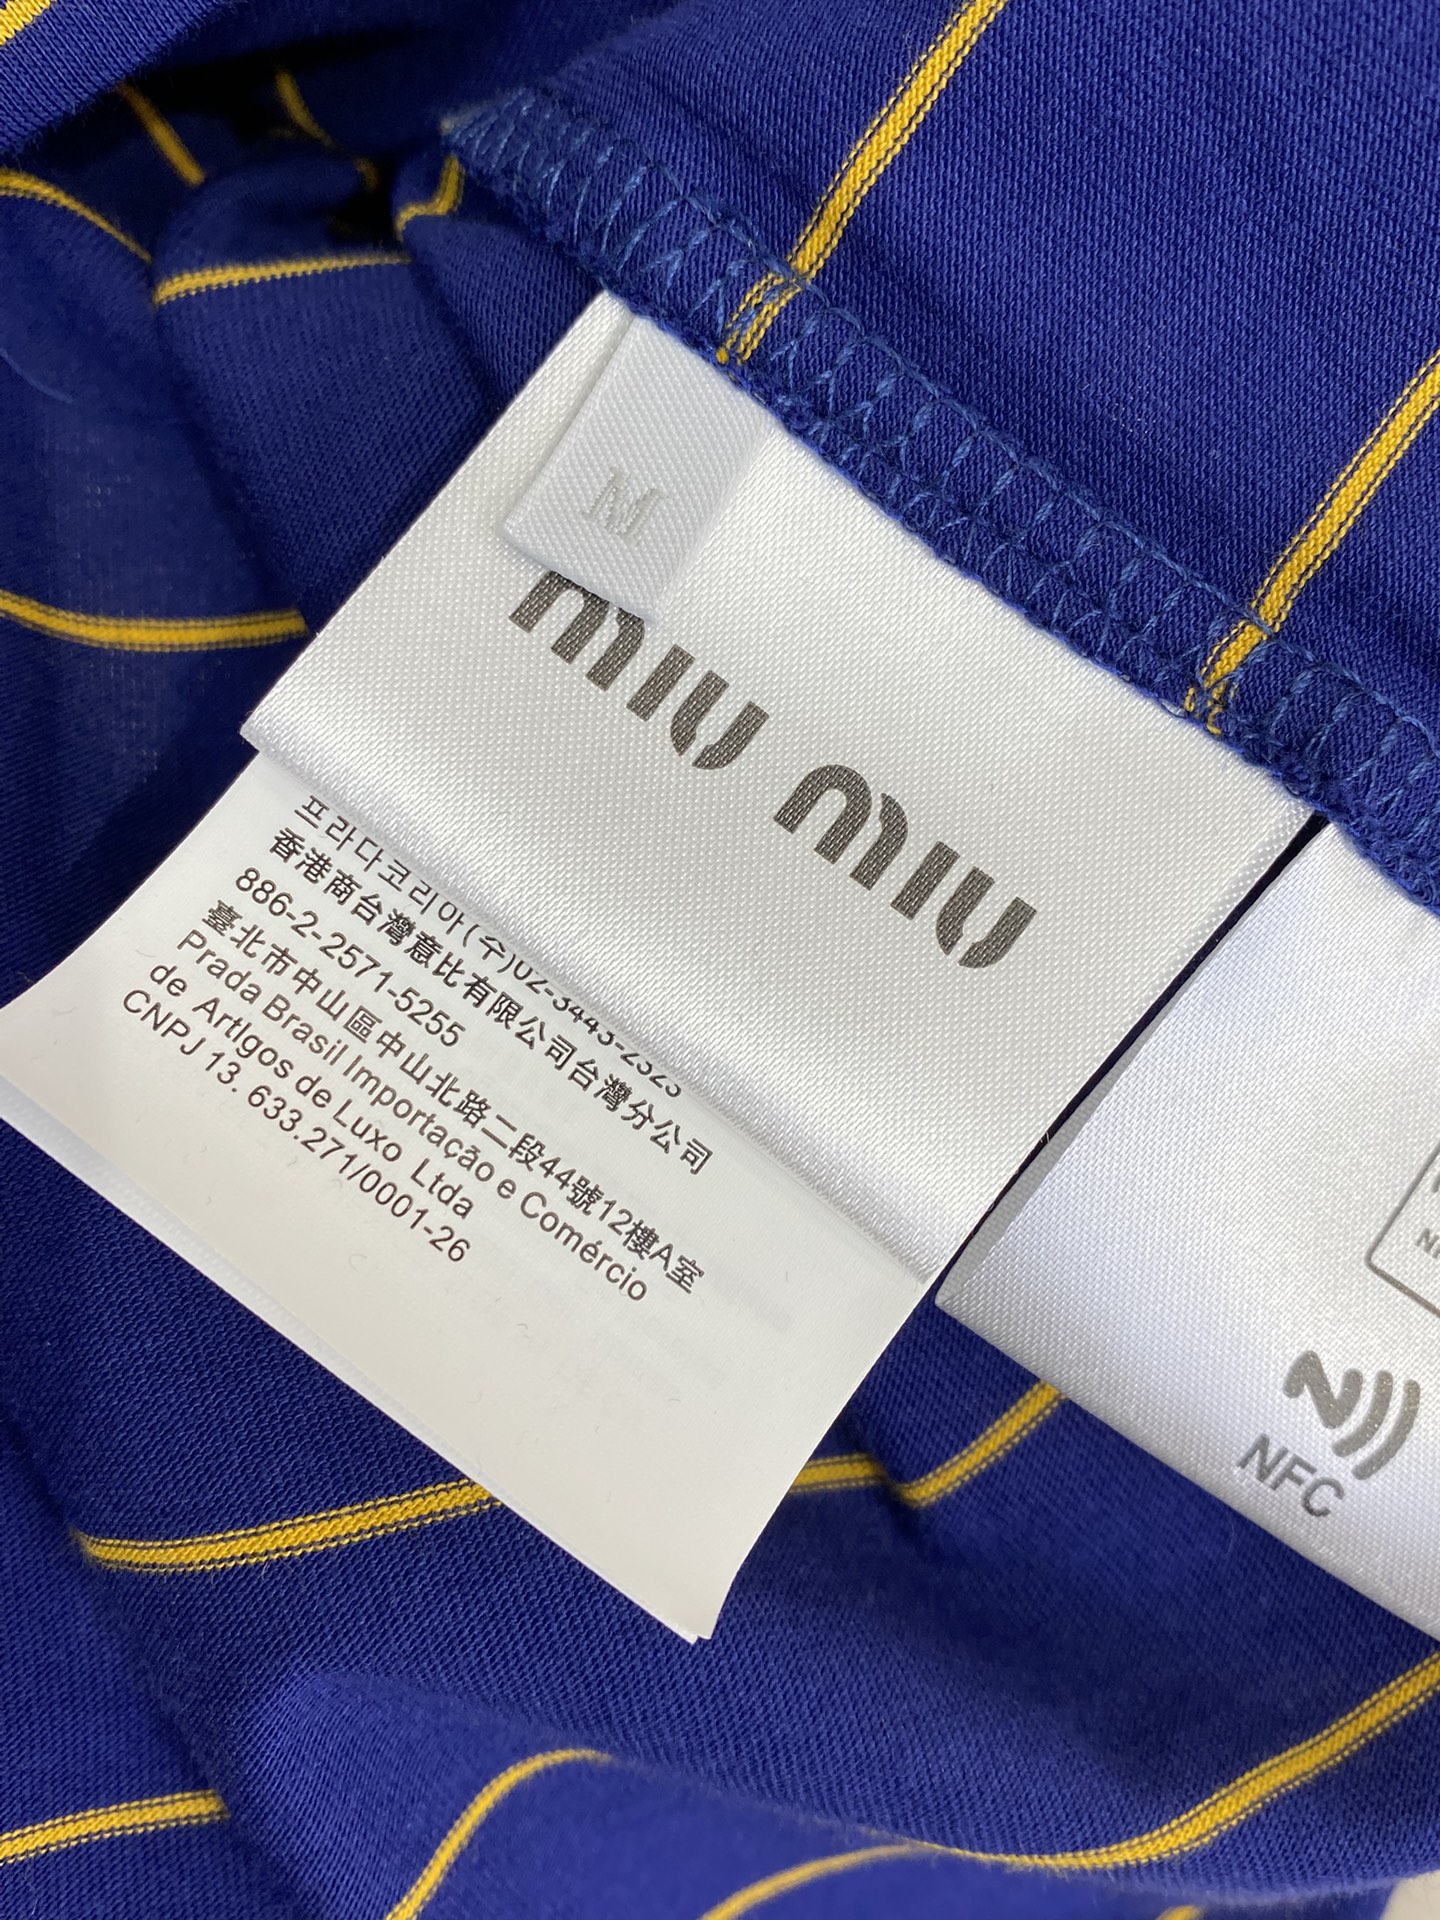 M
miu miu
프라다코리아(주)02-3443-2323
香港商台灣意比有限公司台灣分公司
886-2-2571-5255
臺北市中山區中山北路二段44號12樓A室
Prada Brasil Importação e Comércio
de Artigos de Luxo Ltda
CNPJ 13. 633.271/0001-26
NFC